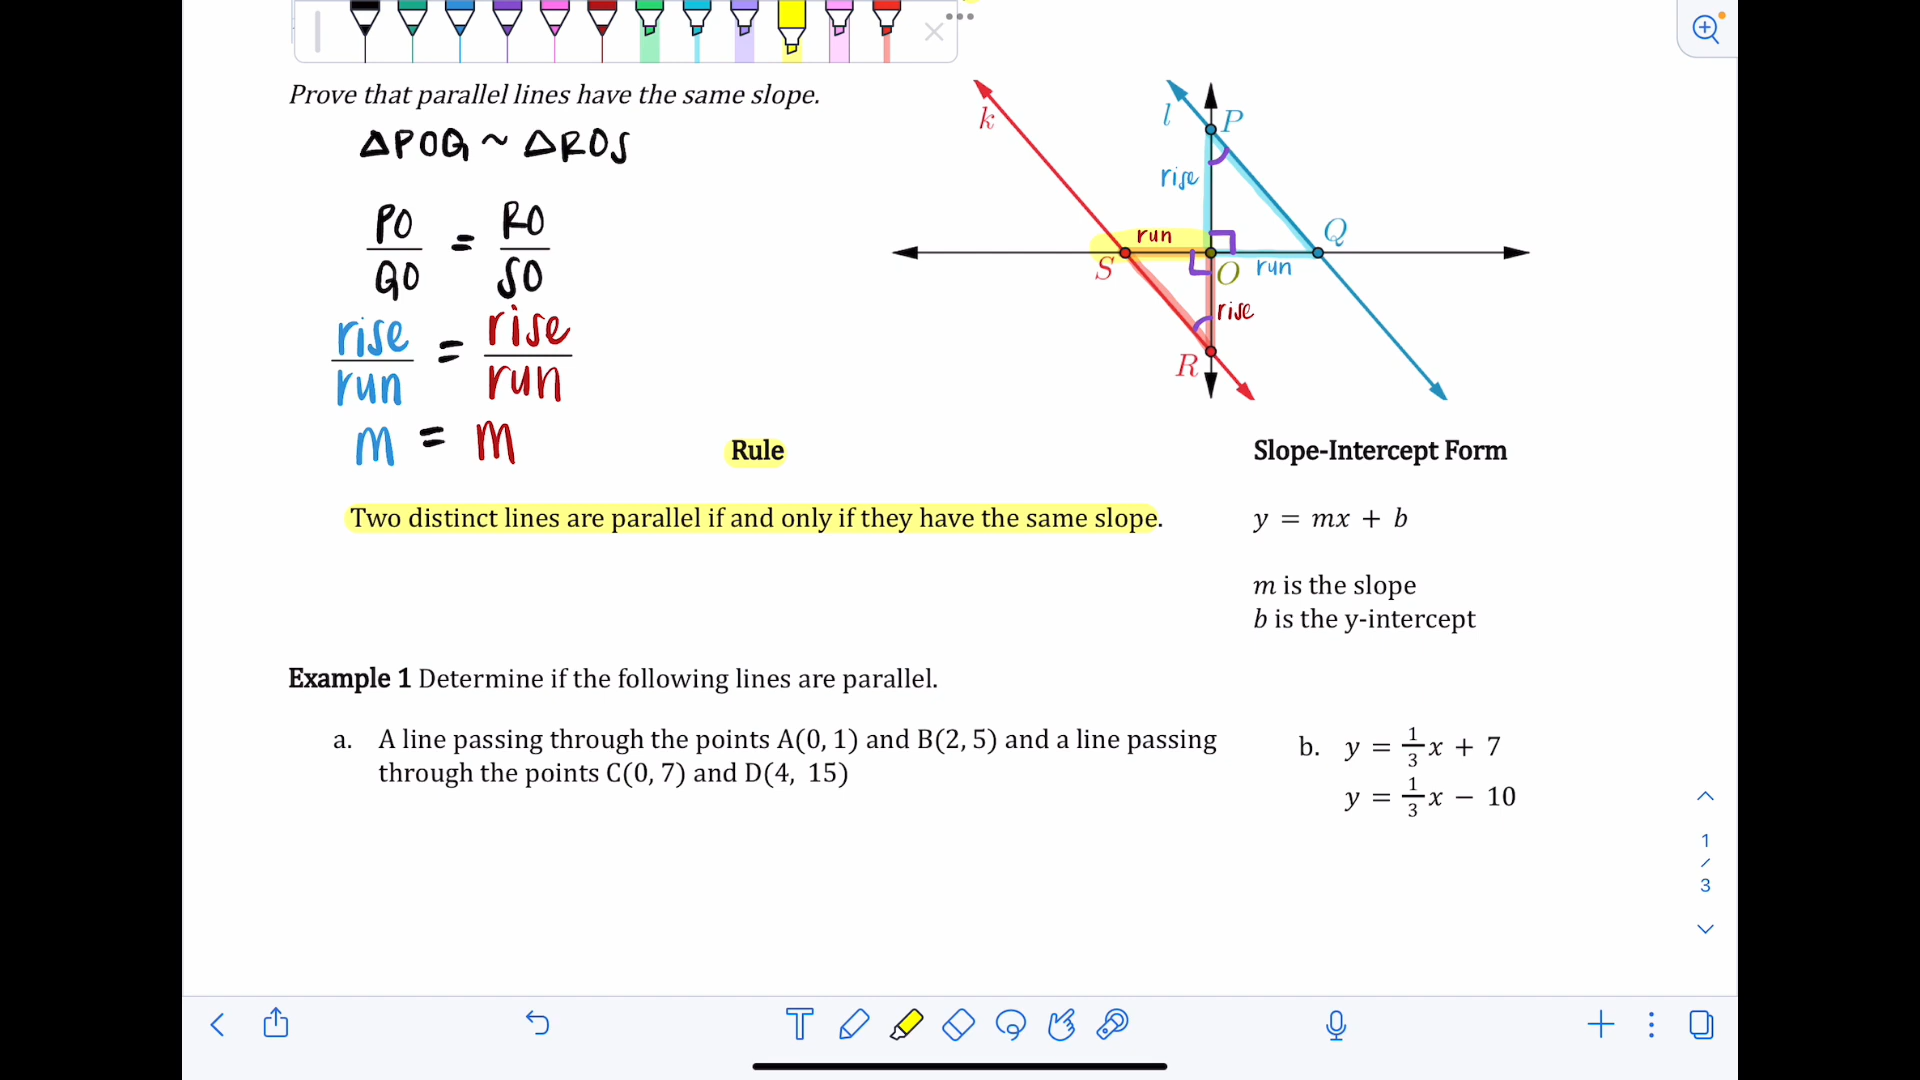 Prove that parallel lines have the same slope.
△POQ ~ △ROS
PO/QO = RO/SO
rise/run = rise/run
m = m
k
l
P
rise
run
Q
S
O
run
rise
R
Rule
Slope-Intercept Form
Two distinct lines are parallel if and only if they have the same slope.
y = mx + b
m is the slope
b is the y-intercept
Example 1 Determine if the following lines are parallel.
a. A line passing through the points A(0, 1) and B(2, 5) and a line passing
through the points C(0, 7) and D(4, 15)
b. y = 1/3 x + 7
y = 1/3 x − 10
1
/
3